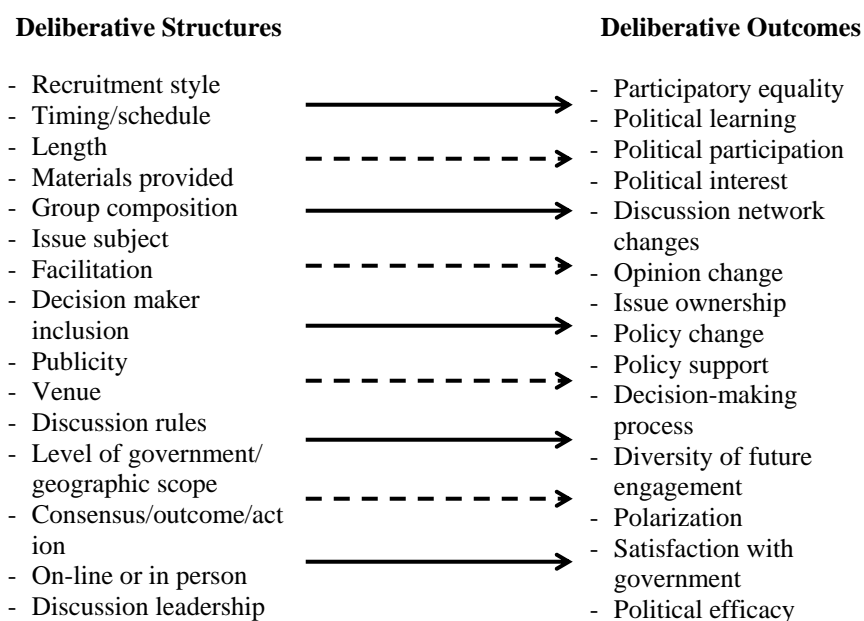 Deliberative Structures
- Recruitment style
- Timing/schedule
- Length
- Materials provided
- Group composition
- Issue subject
- Facilitation
- Decision maker
inclusion
- Publicity
- Venue
- Discussion rules
- Level of government/
geographic scope
- Consensus/outcome/act
ion
- On-line or in person
- Discussion leadership
Deliberative Outcomes
- Participatory equality
- Political learning
- Political participation
- Political interest
- Discussion network
changes
- Opinion change
- Issue ownership
- Policy change
- Policy support
- Decision-making
process
- Diversity of future
engagement
- Polarization
- Satisfaction with
government
- Political efficacy